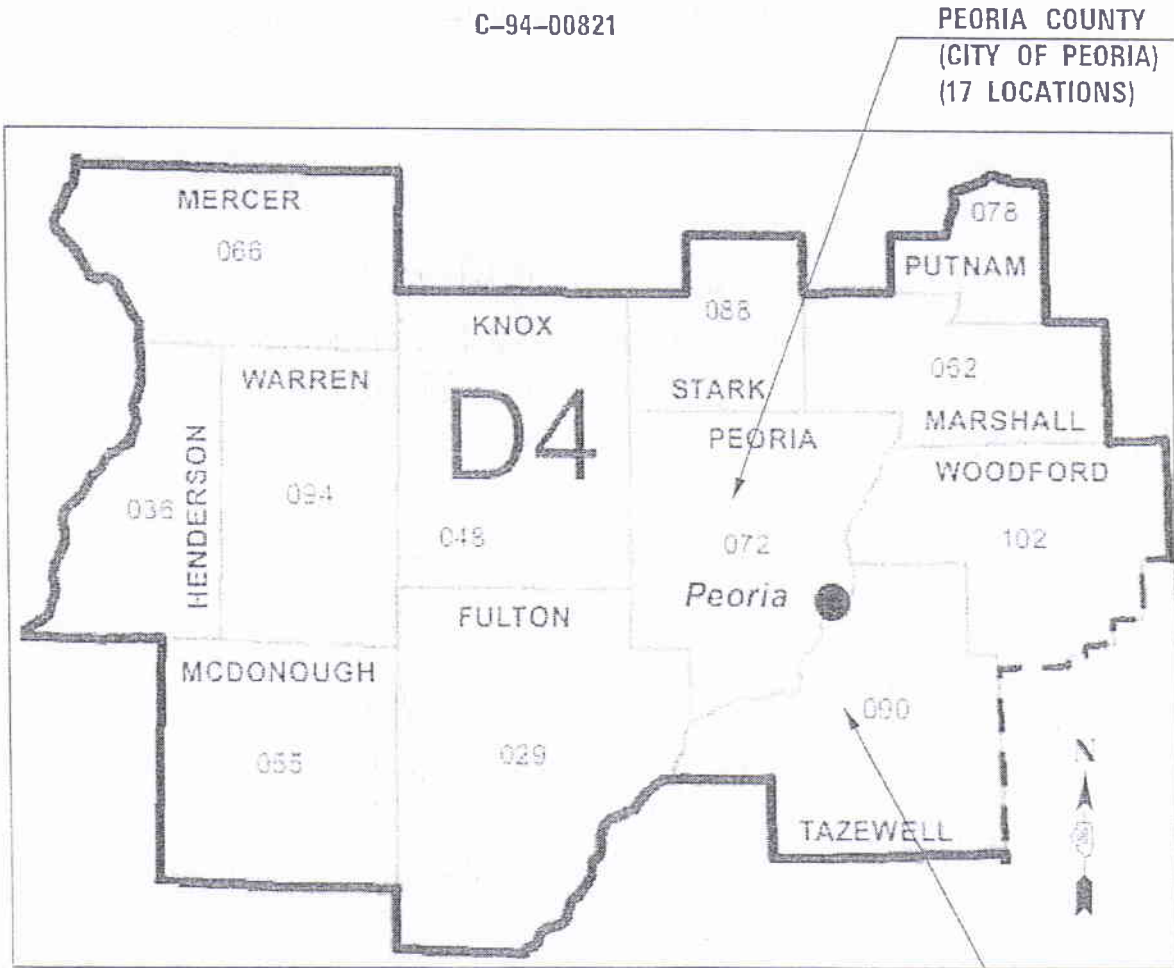 C-94-00821
PEORIA COUNTY
(CITY OF PEORIA)
(17 LOCATIONS)
MERCER
066
078
PUTNAM
KNOX
088
STARK
WARREN
062
MARSHALL
D4
PEORIA
WOODFORD
HENDERSON
036
094
048
072
102
Peoria
FULTON
MCDONOUGH
090
055
029
N
TAZEWELL